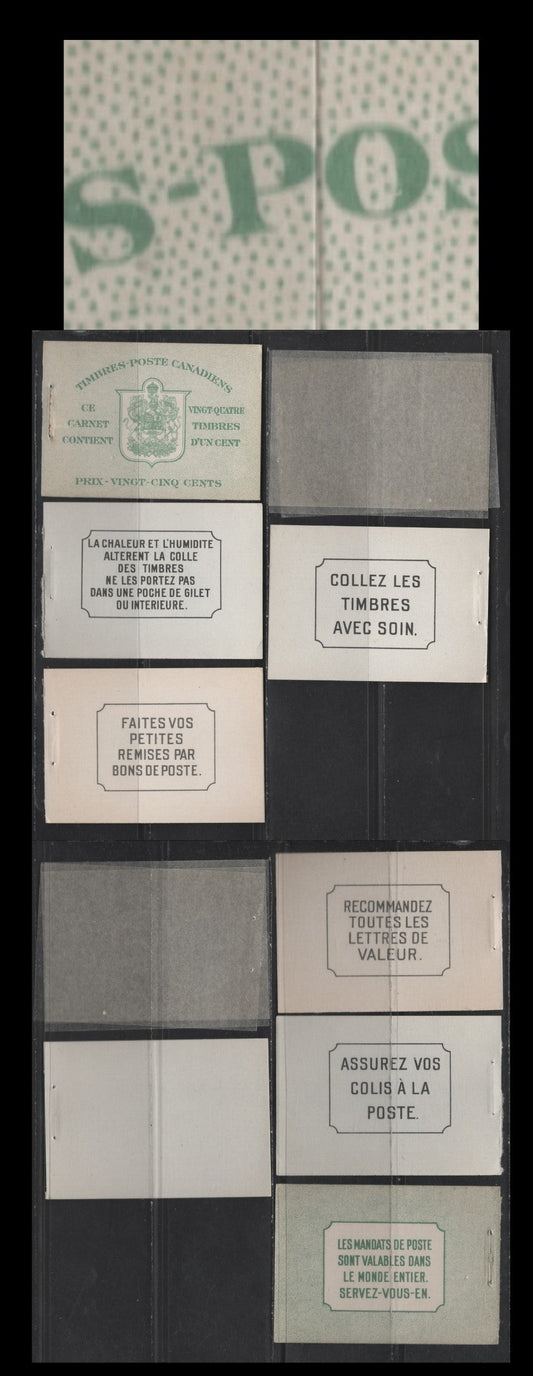 S-POS
TIMBRES-POSTE CANADIENS
CE
CARNET
CONTIENT
VINGT-QUATRE
TIMBRES
D'UN CENT
PRIX-VINGT-CINQ CENTS
LA CHALEUR ET L'HUMIDITE
ALTERENT LA COLLE
DES TIMBRES
NE LES PORTEZ PAS
DANS UNE POCHE DE GILET
OU INTERIEURE.
COLLEZ LES
TIMBRES
AVEC SOIN.
FAITES VOS
PETITES
REMISES PAR
BONS DE POSTE.
RECOMMANDEZ
TOUTES LES
LETTRES DE
VALEUR.
ASSUREZ VOS
COLIS À LA
POSTE.
LES MANDATS DE POSTE
SONT VALABLES DANS
LE MONDE ENTIER.
SERVEZ-VOUS-EN.